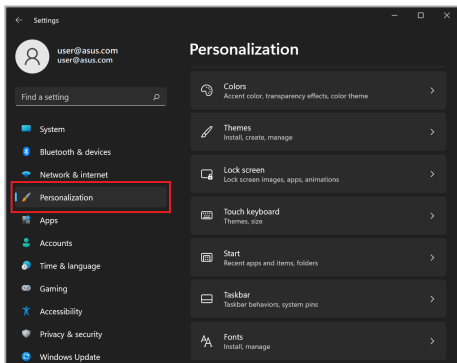 Settings
user@asus.com
user@asus.com
Find a setting
System
Bluetooth & devices
Network & internet
Personalization
Apps
Accounts
Time & language
Gaming
Accessibility
Privacy & security
Windows Update
Personalization
Colors
Accent color, transparency effects, color theme
Themes
Install, create, manage
Lock screen
Lock screen images, apps, animations
Touch keyboard
Themes, size
Start
Recent apps and items, folders
Taskbar
Taskbar behaviors, system pins
Fonts
Install, manage